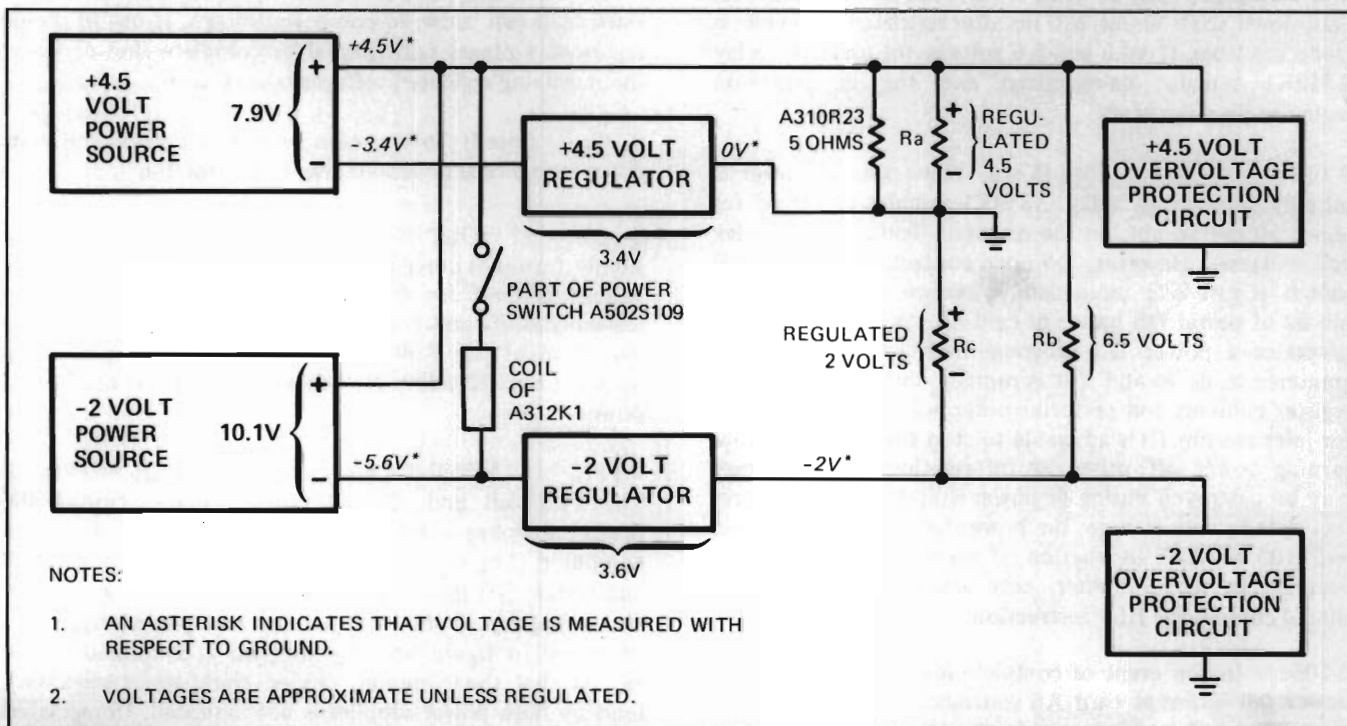 +4.5
VOLT
POWER
SOURCE
7.9V
+
−
+4.5V*
+3.4V*
+4.5 VOLT
REGULATOR
0V*
3.4V
A310R23
5 OHMS
Ra
+
REGU-
LATED
4.5
VOLTS
+4.5 VOLT
OVERVOLTAGE
PROTECTION
CIRCUIT
PART OF POWER
SWITCH A502S109
COIL
OF
A312K1
REGULATED
2 VOLTS
+
Rc
−
Rb
6.5 VOLTS
−2 VOLT
POWER
SOURCE
10.1V
+
−
−5.6V*
−2 VOLT
REGULATOR
−2V*
3.6V
−2 VOLT
OVERVOLTAGE
PROTECTION
CIRCUIT
NOTES:
1. AN ASTERISK INDICATES THAT VOLTAGE IS MEASURED WITH
RESPECT TO GROUND.
2. VOLTAGES ARE APPROXIMATE UNLESS REGULATED.